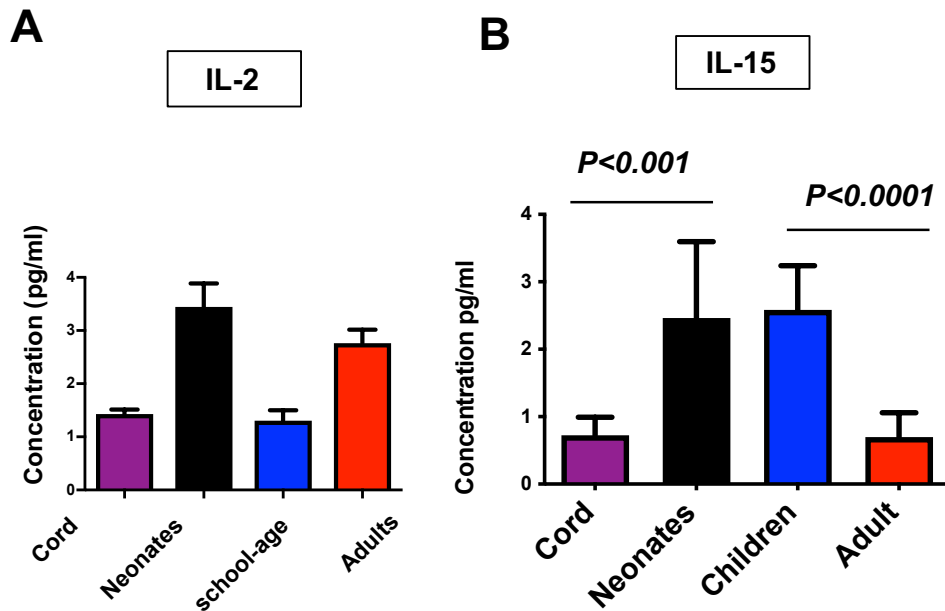 A
IL-2
Concentration (pg/ml)
4
3
2
1
0
Cord
Neonates
school-age
Adults
B
IL-15
P<0.001
P<0.0001
Concentration pg/ml
4
3
2
1
0
Cord
Neonates
Children
Adult